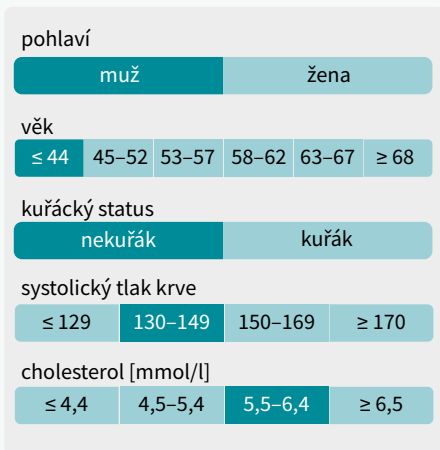 pohlaví
muž žena
věk
≤ 44 45–52 53–57 58–62 63–67 ≥ 68
kuřácký status
nekuřák kuřák
systolický tlak krve
≤ 129 130–149 150–169 ≥ 170
cholesterol [mmol/l]
≤ 4,4 4,5–5,4 5,5–6,4 ≥ 6,5